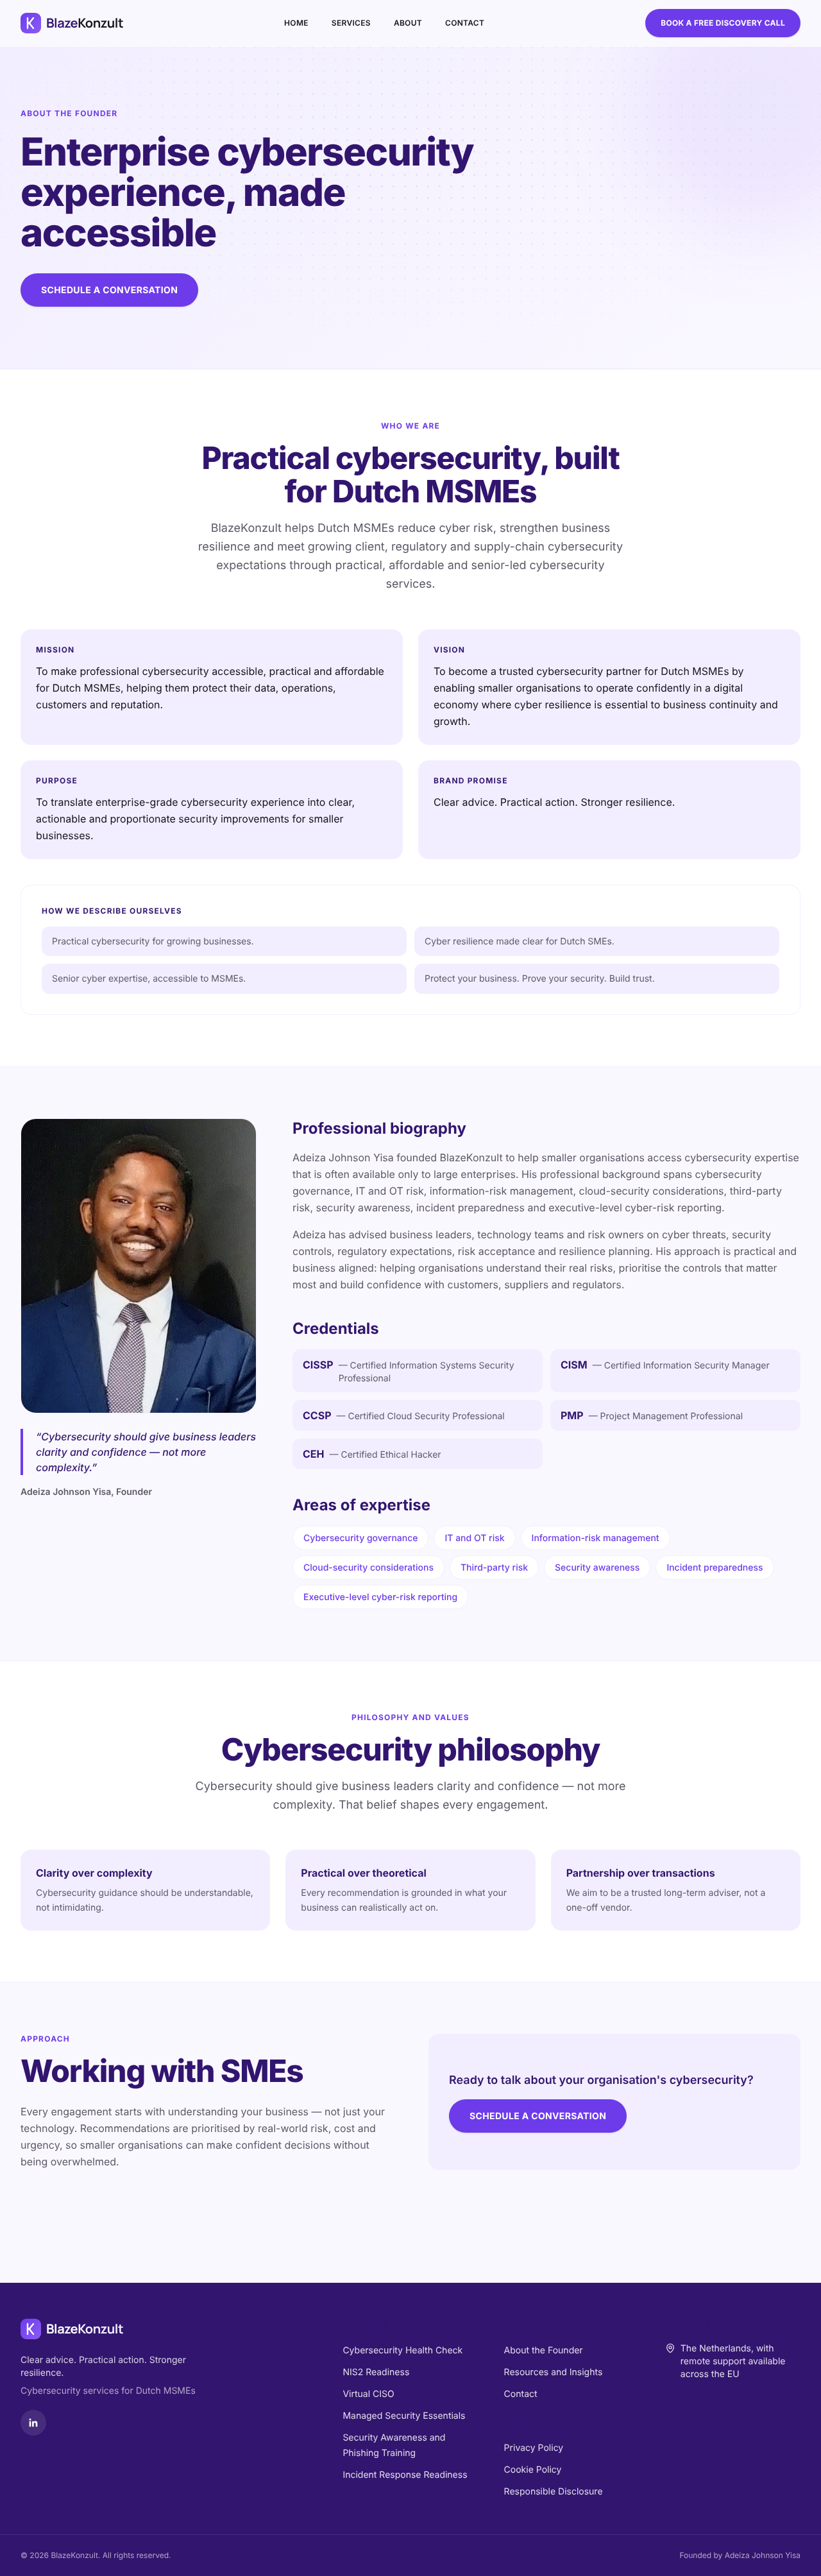 K BlazeKonzult
HOME SERVICES ABOUT CONTACT
BOOK A FREE DISCOVERY CALL
ABOUT THE FOUNDER
Enterprise cybersecurity
experience, made
accessible
SCHEDULE A CONVERSATION
WHO WE ARE
Practical cybersecurity, built
for Dutch MSMEs
BlazeKonzult helps Dutch MSMEs reduce cyber risk, strengthen business
resilience and meet growing client, regulatory and supply-chain cybersecurity
expectations through practical, affordable and senior-led cybersecurity
services.
MISSION
To make professional cybersecurity accessible, practical and affordable
for Dutch MSMEs, helping them protect their data, operations,
customers and reputation.
VISION
To become a trusted cybersecurity partner for Dutch MSMEs by
enabling smaller organisations to operate confidently in a digital
economy where cyber resilience is essential to business continuity and
growth.
PURPOSE
To translate enterprise-grade cybersecurity experience into clear,
actionable and proportionate security improvements for smaller
businesses.
BRAND PROMISE
Clear advice. Practical action. Stronger resilience.
HOW WE DESCRIBE OURSELVES
Practical cybersecurity for growing businesses.
Cyber resilience made clear for Dutch SMEs.
Senior cyber expertise, accessible to MSMEs.
Protect your business. Prove your security. Build trust.
“Cybersecurity should give business leaders
clarity and confidence — not more
complexity.”
Adeiza Johnson Yisa, Founder
Professional biography
Adeiza Johnson Yisa founded BlazeKonzult to help smaller organisations access cybersecurity expertise
that is often available only to large enterprises. His professional background spans cybersecurity
governance, IT and OT risk, information-risk management, cloud-security considerations, third-party
risk, security awareness, incident preparedness and executive-level cyber-risk reporting.
Adeiza has advised business leaders, technology teams and risk owners on cyber threats, security
controls, regulatory expectations, risk acceptance and resilience planning. His approach is practical and
business aligned: helping organisations understand their real risks, prioritise the controls that matter
most and build confidence with customers, suppliers and regulators.
Credentials
CISSP — Certified Information Systems Security
Professional
CISM — Certified Information Security Manager
CCSP — Certified Cloud Security Professional
PMP — Project Management Professional
CEH — Certified Ethical Hacker
Areas of expertise
Cybersecurity governance
IT and OT risk
Information-risk management
Cloud-security considerations
Third-party risk
Security awareness
Incident preparedness
Executive-level cyber-risk reporting
PHILOSOPHY AND VALUES
Cybersecurity philosophy
Cybersecurity should give business leaders clarity and confidence — not more
complexity. That belief shapes every engagement.
Clarity over complexity
Cybersecurity guidance should be understandable,
not intimidating.
Practical over theoretical
Every recommendation is grounded in what your
business can realistically act on.
Partnership over transactions
We aim to be a trusted long-term adviser, not a
one-off vendor.
APPROACH
Working with SMEs
Every engagement starts with understanding your business — not just your
technology. Recommendations are prioritised by real-world risk, cost and
urgency, so smaller organisations can make confident decisions without
being overwhelmed.
Ready to talk about your organisation's cybersecurity?
SCHEDULE A CONVERSATION
K BlazeKonzult
Clear advice. Practical action. Stronger
resilience.
Cybersecurity services for Dutch MSMEs
in
Cybersecurity Health Check
NIS2 Readiness
Virtual CISO
Managed Security Essentials
Security Awareness and
Phishing Training
Incident Response Readiness
About the Founder
Resources and Insights
Contact
Privacy Policy
Cookie Policy
Responsible Disclosure
The Netherlands, with
remote support available
across the EU
© 2026 BlazeKonzult. All rights reserved.
Founded by Adeiza Johnson Yisa